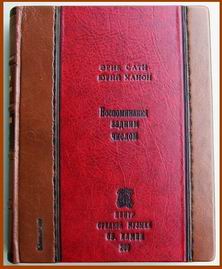 ЭРИК САТИ
ЮРИЙ ХАНОН
Воспоминания
задним
числом
ЦЕНТР
СРЕДНЕЙ МУЗЫКИ